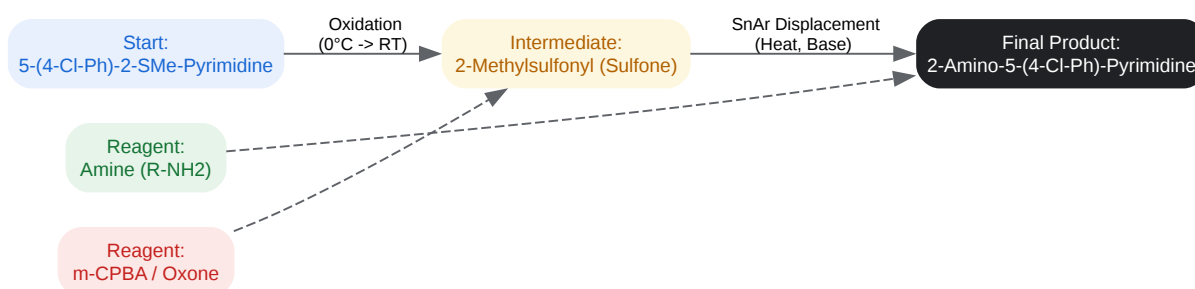 Start:
5-(4-Cl-Ph)-2-SMe-Pyrimidine
Oxidation
(0°C -> RT)
Intermediate:
2-Methylsulfonyl (Sulfone)
SnAr Displacement
(Heat, Base)
Final Product:
2-Amino-5-(4-Cl-Ph)-Pyrimidine
Reagent:
Amine (R-NH2)
Reagent:
m-CPBA / Oxone